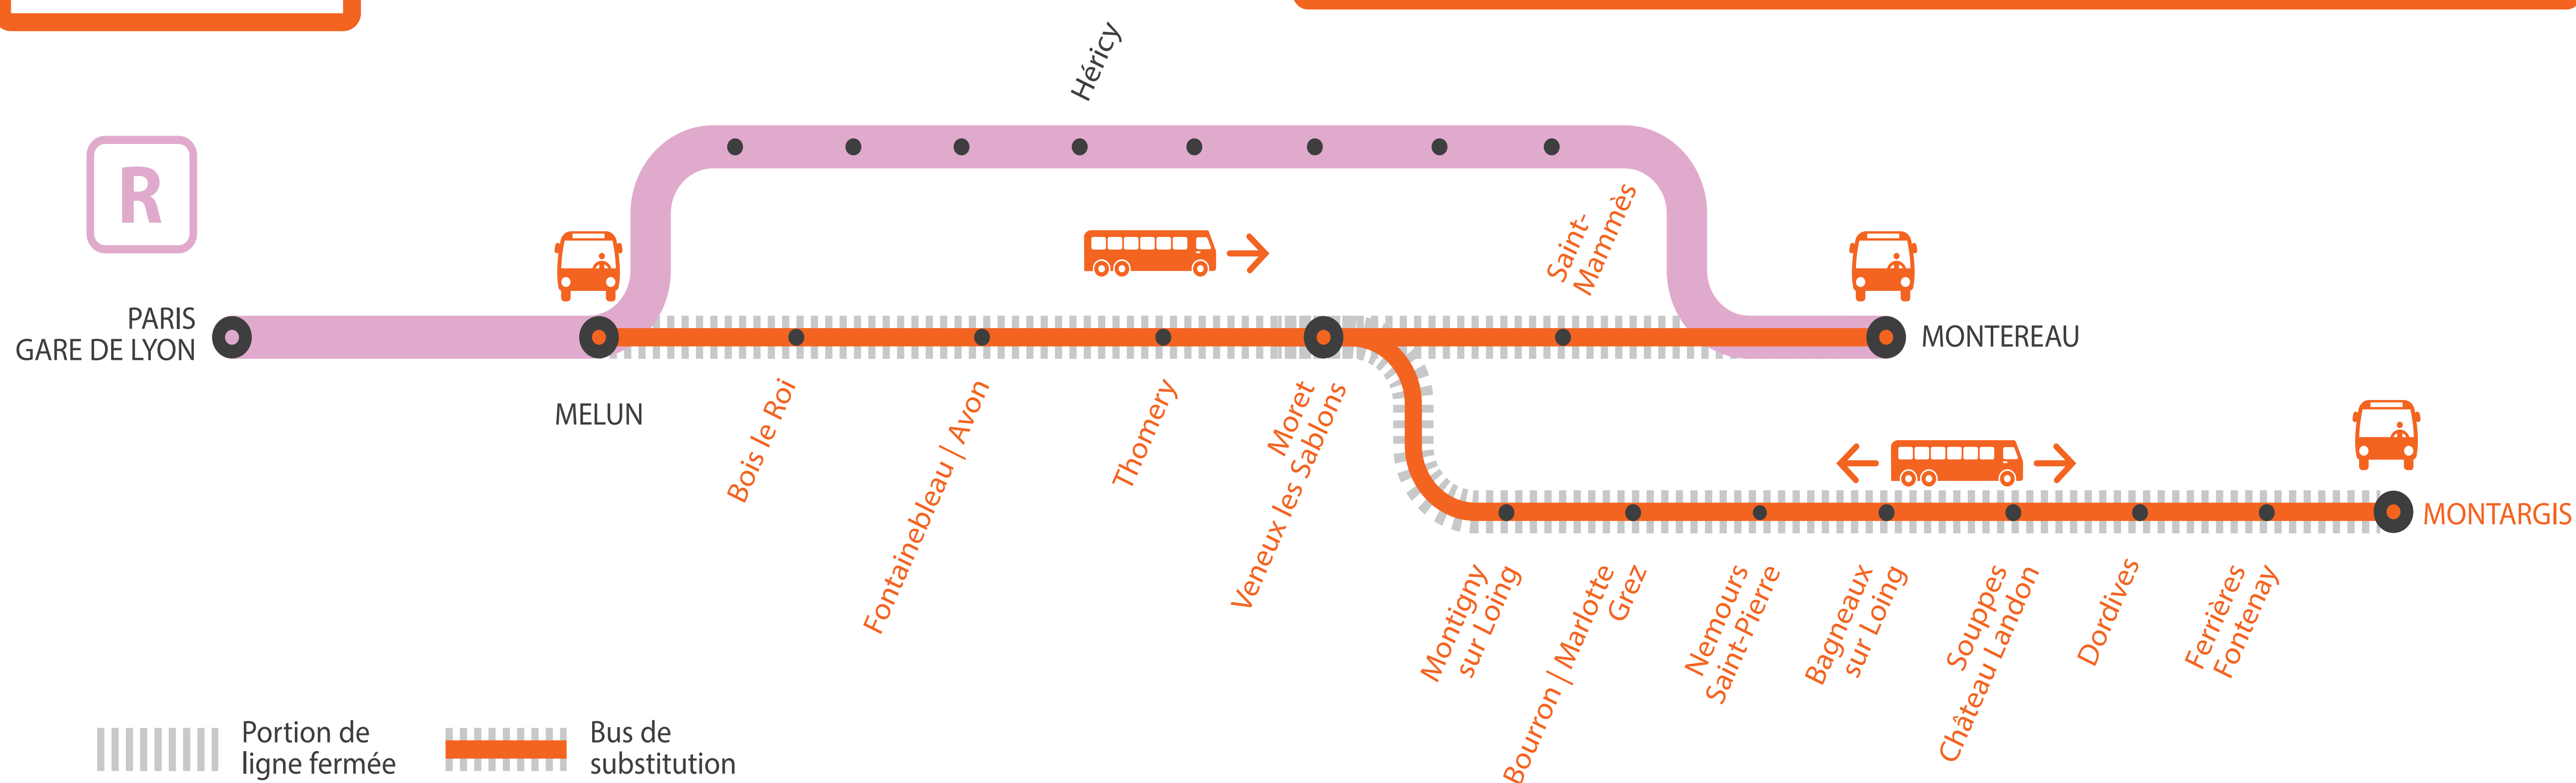 Héricy
R
PARIS
GARE DE LYON
MELUN
Saint-
Mammès
MONTEREAU
Bois le Roi
Fontainebleau | Avon
Thomery
Moret
Veneux les Sablons
MONTARGIS
Montigny
sur Loing
Bourron | Marlotte
Grez
Nemours
Saint-Pierre
Bagneaux
sur Loing
Souppes
Château Landon
Dordives
Ferrières
Fontenay
Portion de
ligne fermée
Bus de
substitution